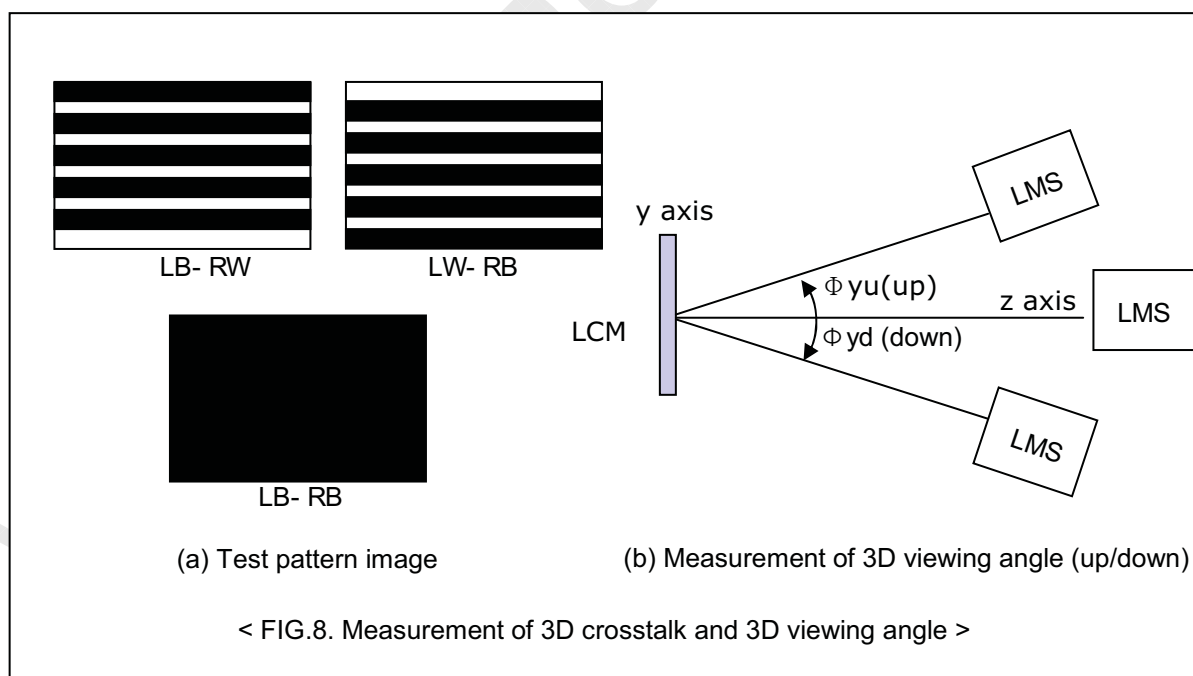 LB- RW
LW- RB
LB- RB
(a) Test pattern image
y axis
LCM
Φ yu(up)
z axis
Φ yd (down)
LMS
LMS
LMS
(b) Measurement of 3D viewing angle (up/down)
< FIG.8. Measurement of 3D crosstalk and 3D viewing angle >